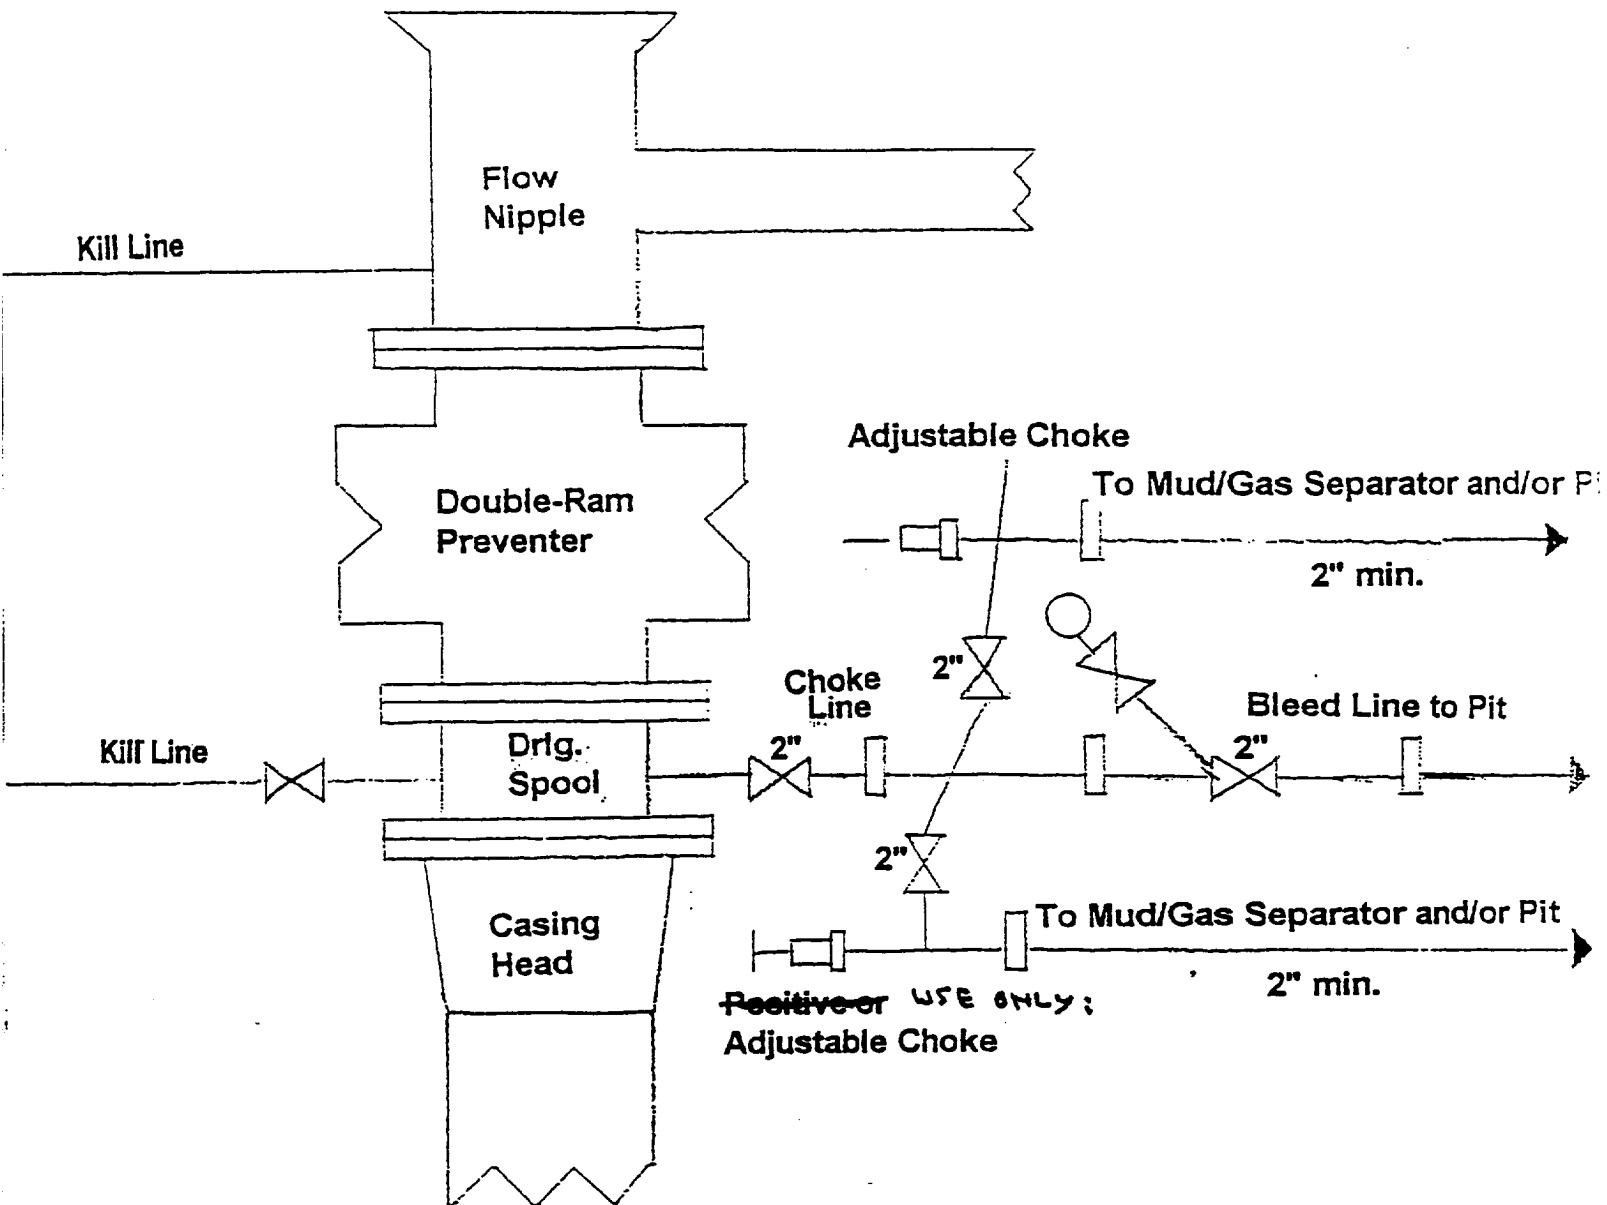 Flow
Nipple
Kill Line
Adjustable Choke
To Mud/Gas Separator and/or
Double-Ram
Preventer
2" min.
2"
Choke
Line
Bleed Line to Pit
Kill Line
Drlg.
Spool
2"
2"
2"
Casing
Head
To Mud/Gas Separator and/or Pit
2" min.
Positive or USE ONLY:
Adjustable Choke